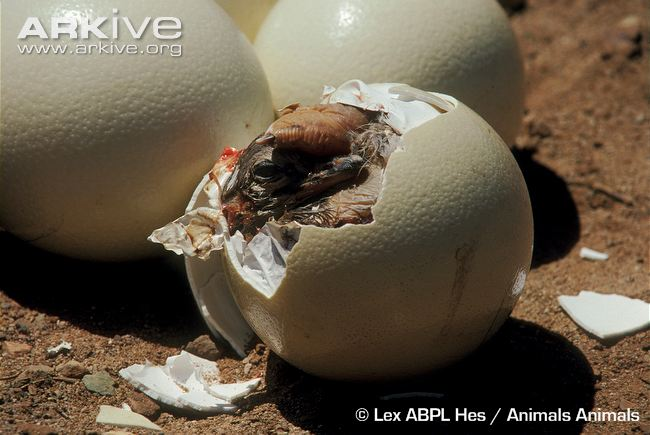 ARKIVE
www.arkive.org
© Lex ABPL Hes / Animals Animals